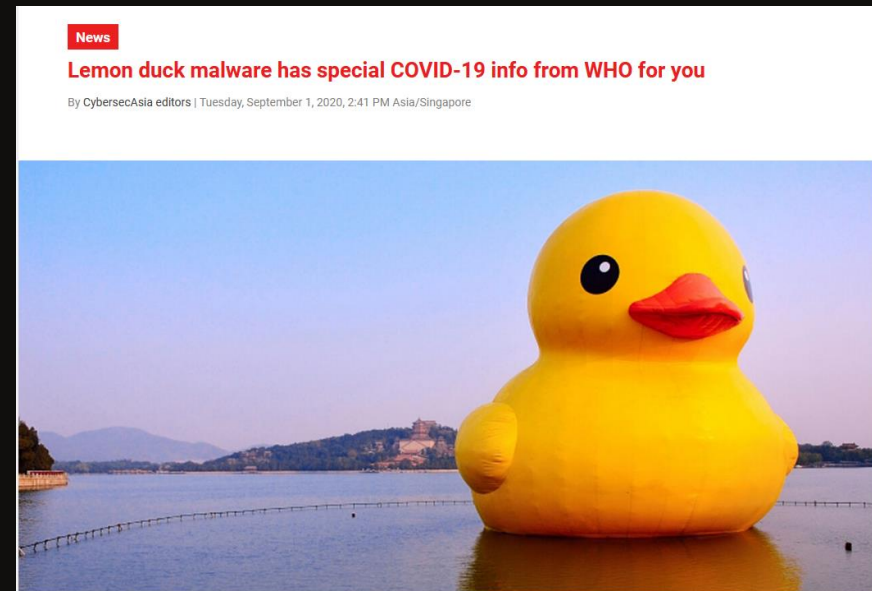 News
Lemon duck malware has special COVID-19 info from WHO for you
By CybersecAsia editors | Tuesday, September 1, 2020, 2:41 PM Asia/Singapore